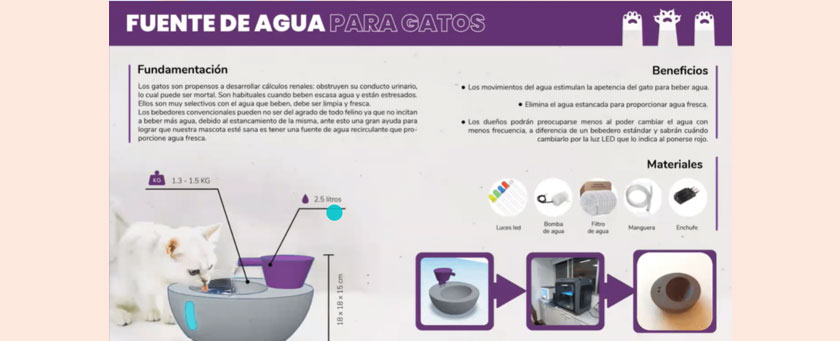 FUENTE DE AGUA PARA GATOS
Fundamentación
Los gatos son propensos a desarrollar cálculos renales: obstruyen su conducto urinario,
lo cual puede ser mortal. Son habituales cuando beben escasa agua y están estresados.
Ellos son muy selectivos con el agua que beben, debe ser limpia y fresca.
Los bebedores convencionales pueden no ser del agrado de todo felino ya que no incitan
a beber más agua, debido al estancamiento de la misma, ante esto una gran ayuda para
lograr que nuestra mascota esté sana es tener una fuente de agua recirculante que pro-
porcione agua fresca.
Beneficios
• Los movimientos del agua estimulan la apetencia del gato para beber agua.
• Elimina el agua estancada para proporcionar agua fresca.
• Los dueños podrán preocuparse menos al poder cambiar el agua con
menos frecuencia, a diferencia de un bebedero estándar y sabrán cuándo
cambiarlo por la luz LED que lo indica al ponerse rojo.
Materiales
Luces led
Bomba
de agua
Filtro
de agua
Manguera
Enchufe
KG
1.3 - 1.5 KG
2.5 litros
18 x 18 x 15 cm